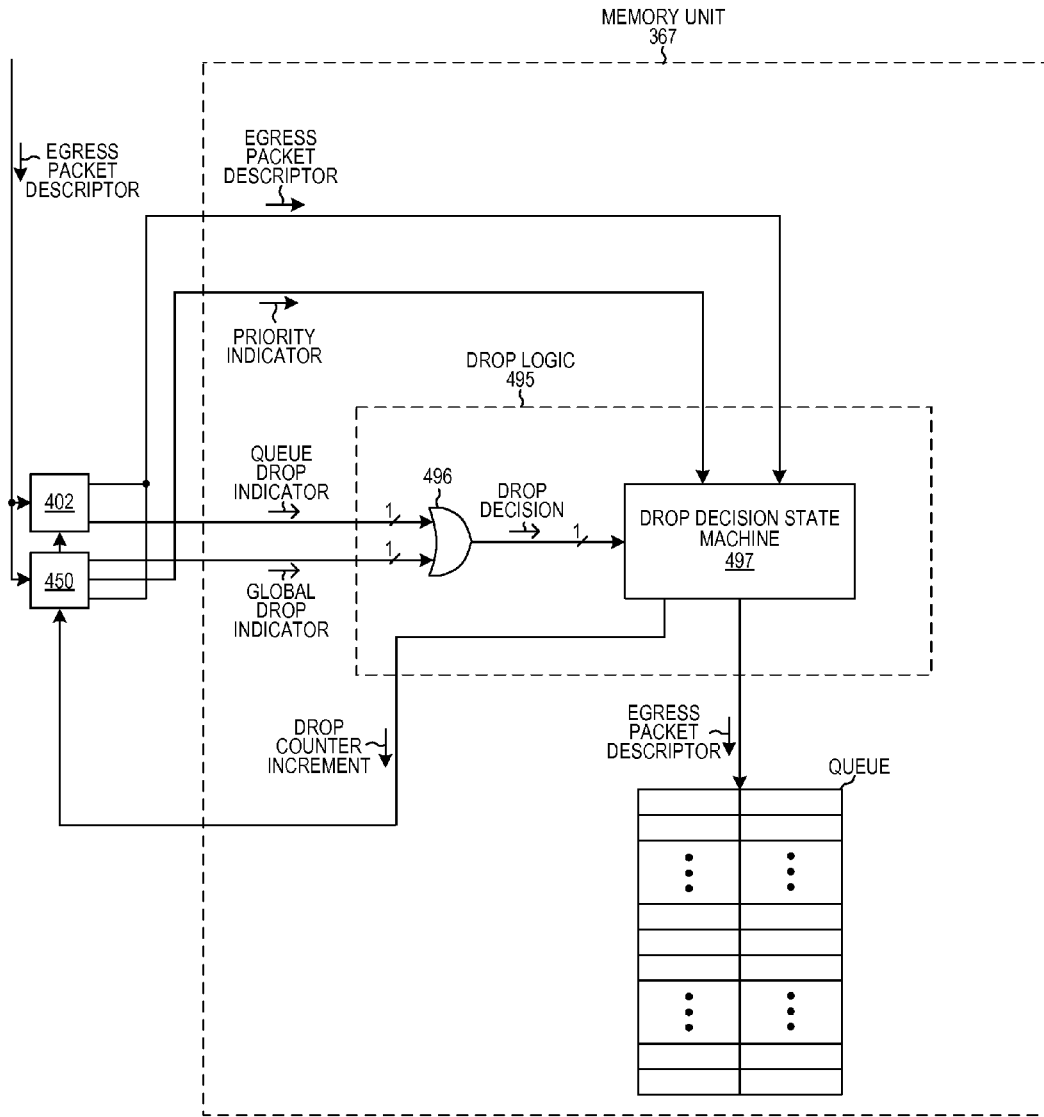 MEMORY UNIT
367
EGRESS
PACKET
DESCRIPTOR
EGRESS
PACKET
DESCRIPTOR
PRIORITY
INDICATOR
DROP LOGIC
495
QUEUE
DROP
INDICATOR
496
DROP
DECISION
402
1
1
1
DROP DECISION STATE
MACHINE
497
450
GLOBAL
DROP
INDICATOR
DROP
COUNTER
INCREMENT
EGRESS
PACKET
DESCRIPTOR
QUEUE